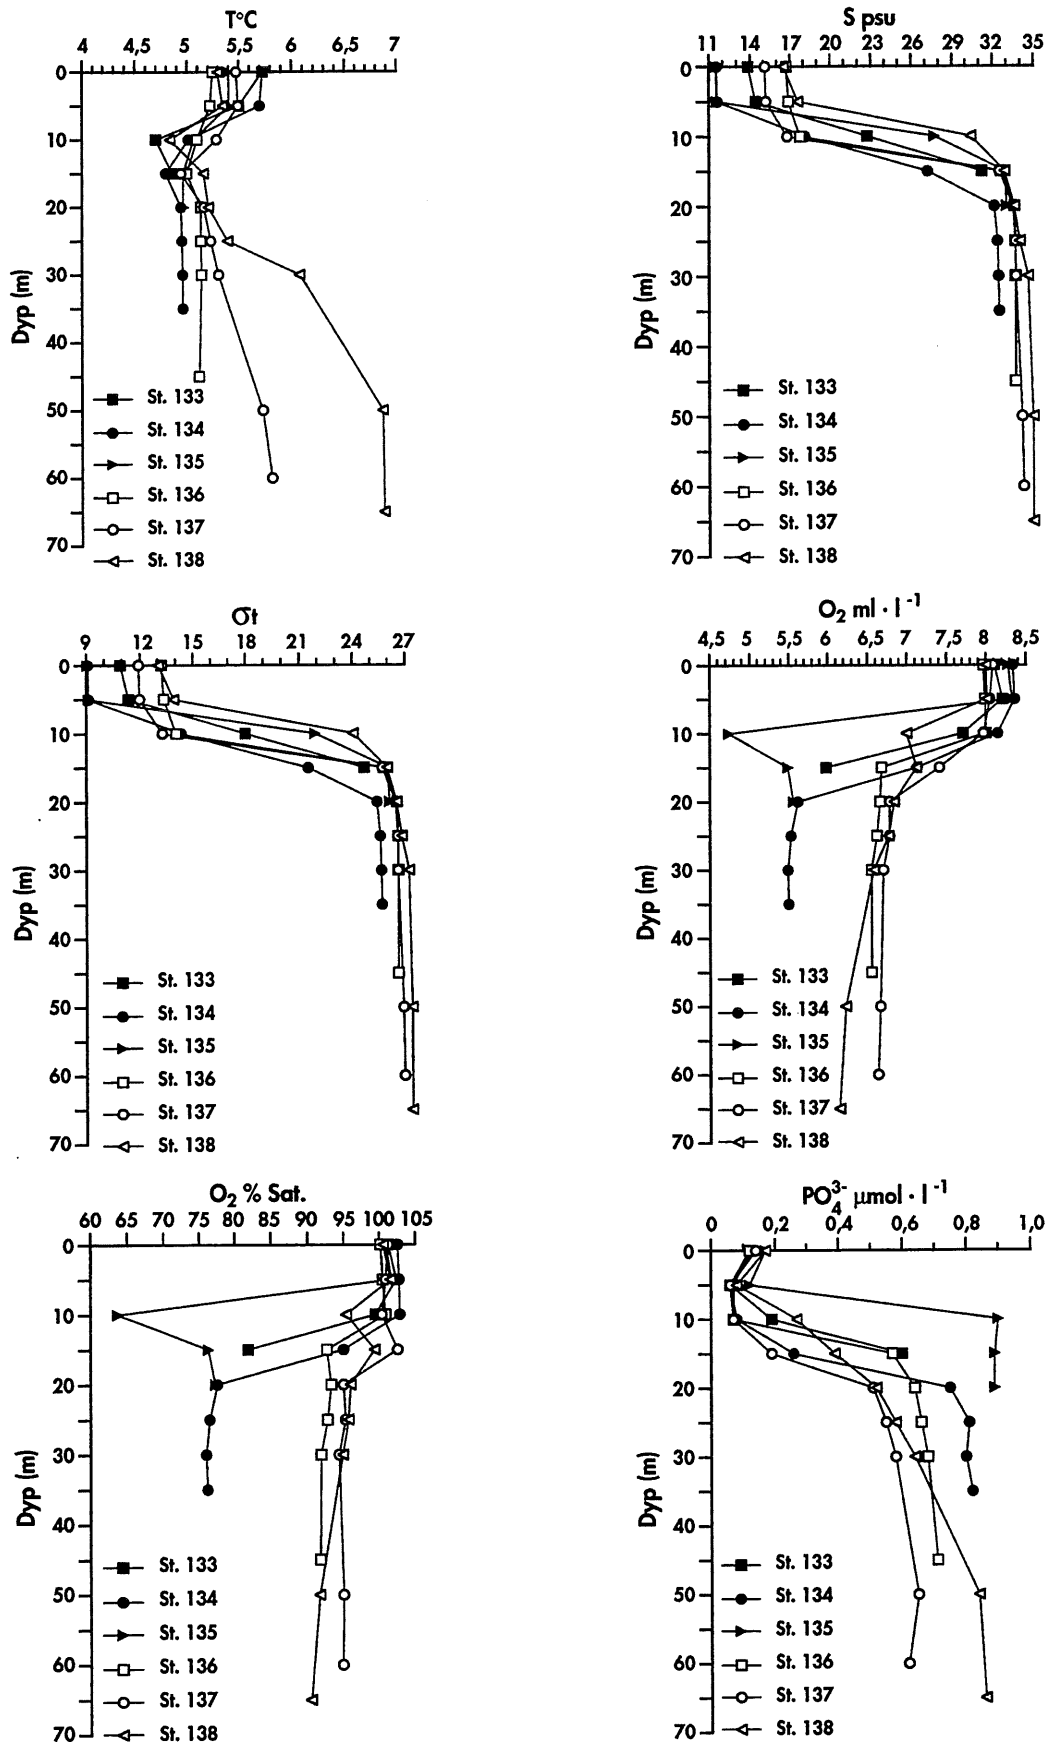 T°C
4 4,5 5 5,5 6 6,5 7
0
10
20
30
40
50
60
70
Dyp (m)
St. 133
St. 134
St. 135
St. 136
St. 137
St. 138
S psu
11 14 17 20 23 26 29 32 35
0
10
20
30
40
50
60
70
Dyp (m)
St. 133
St. 134
St. 135
St. 136
St. 137
St. 138
σt
9 12 15 18 21 24 27
0
10
20
30
40
50
60
70
Dyp (m)
St. 133
St. 134
St. 135
St. 136
St. 137
St. 138
O₂ ml · l⁻¹
4,5 5 5,5 6 6,5 7 7,5 8 8,5
0
10
20
30
40
50
60
70
Dyp (m)
St. 133
St. 134
St. 135
St. 136
St. 137
St. 138
O₂ % Sat.
60 65 70 75 80 85 90 95 100 105
0
10
20
30
40
50
60
70
Dyp (m)
St. 133
St. 134
St. 135
St. 136
St. 137
St. 138
PO₄³⁻ µmol · l⁻¹
0 0,2 0,4 0,6 0,8 1,0
0
10
20
30
40
50
60
70
Dyp (m)
St. 133
St. 134
St. 135
St. 136
St. 137
St. 138